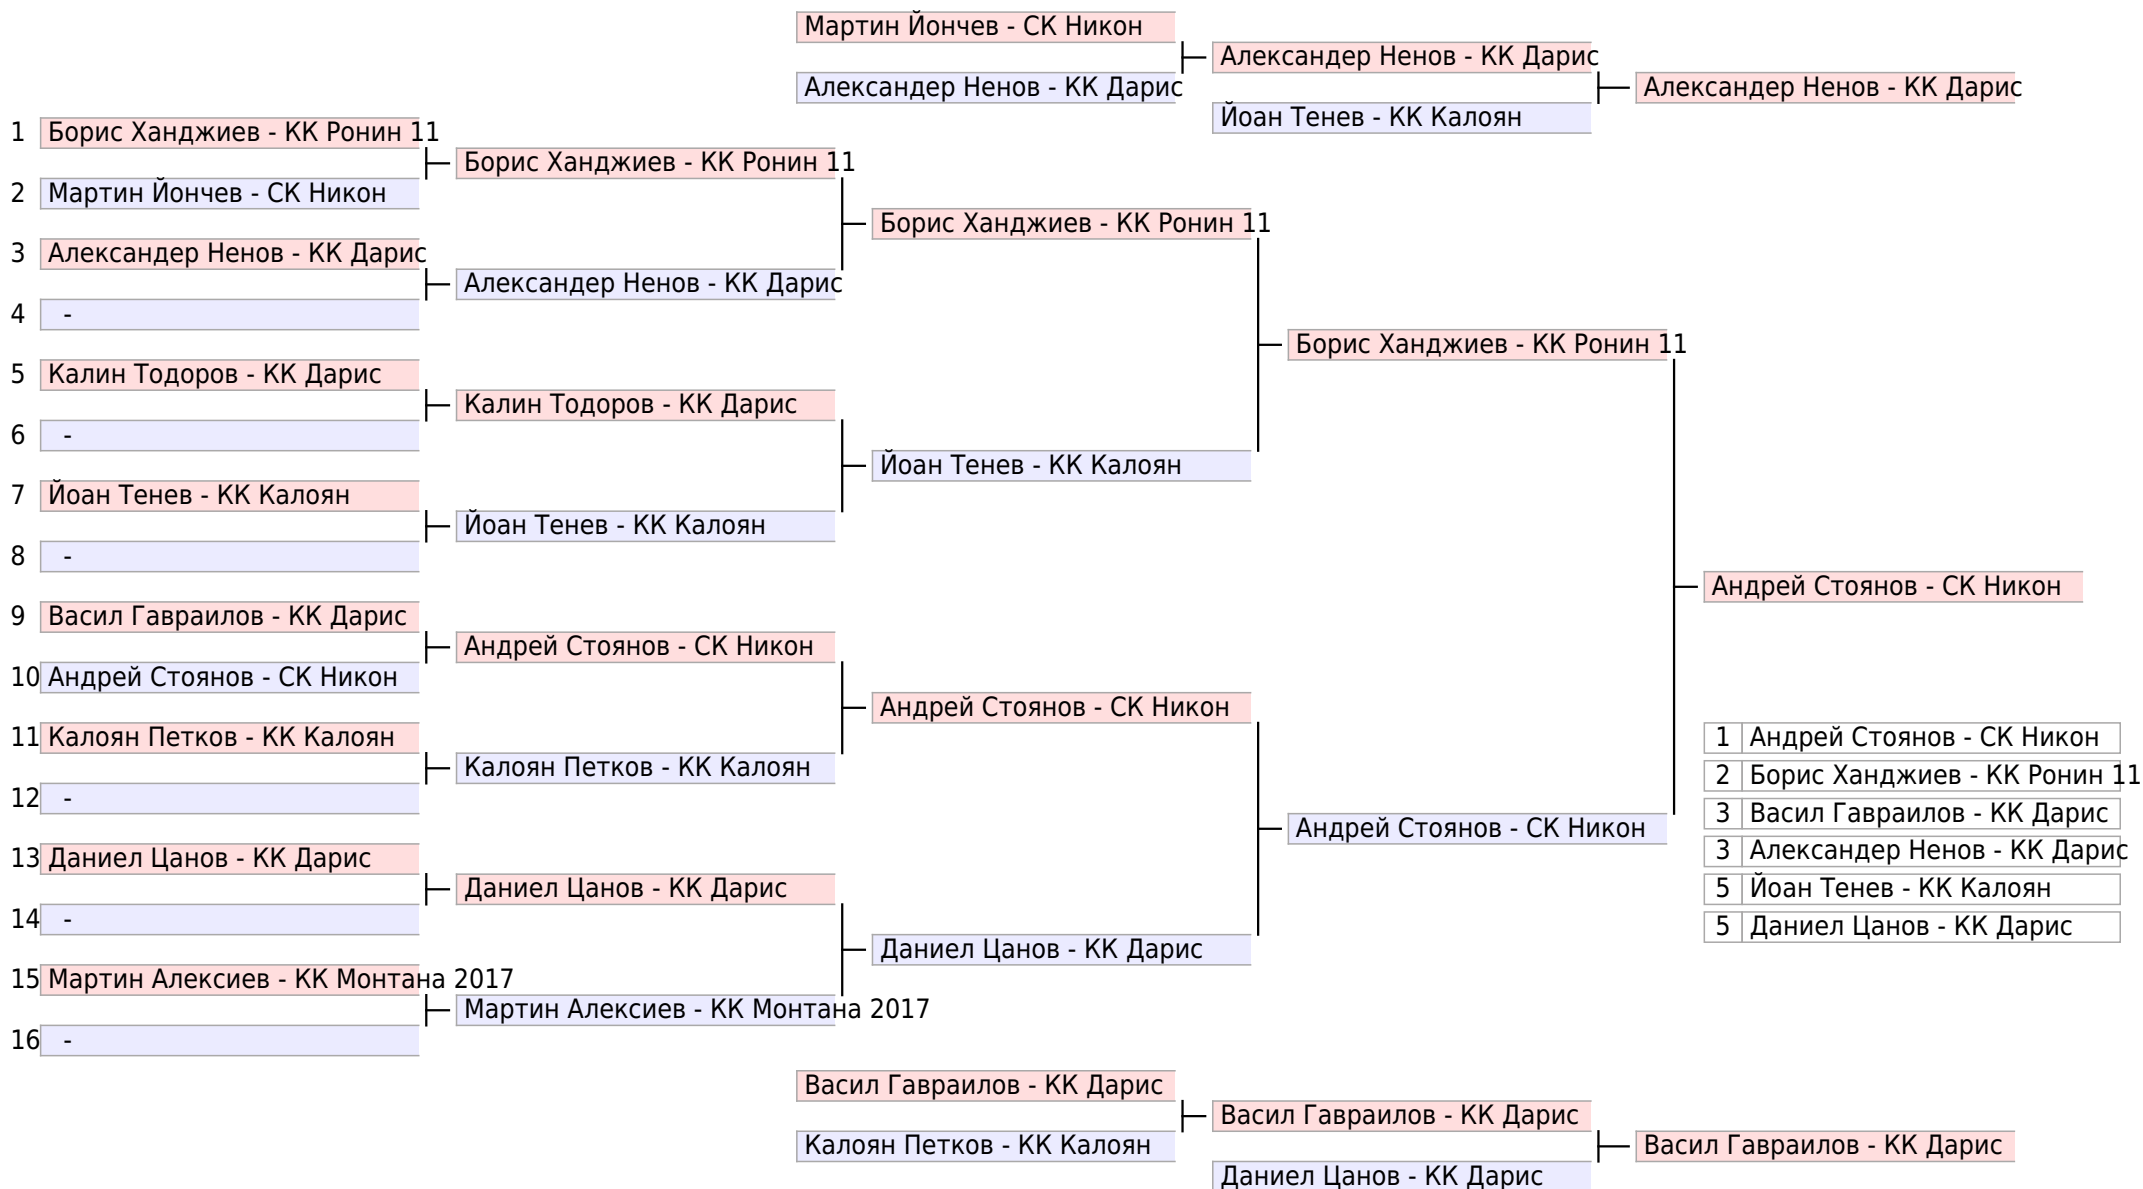 Мартин Йончев - СК Никон
Александер Ненов - КК Дарис
Александер Ненов - КК Дарис
Йоан Тенев - КК Калоян
Александер Ненов - КК Дарис
1 Борис Ханджиев - КК Ронин 11
2 Мартин Йончев - СК Никон
3 Александер Ненов - КК Дарис
4 -
5 Калин Тодоров - КК Дарис
6 -
7 Йоан Тенев - КК Калоян
8 -
9 Васил Гавраилов - КК Дарис
10 Андрей Стоянов - СК Никон
11 Калоян Петков - КК Калоян
12 -
13 Даниел Цанов - КК Дарис
14 -
15 Мартин Алексиев - КК Монтана 2017
16 -
Борис Ханджиев - КК Ронин 11
Александер Ненов - КК Дарис
Калин Тодоров - КК Дарис
Йоан Тенев - КК Калоян
Андрей Стоянов - СК Никон
Калоян Петков - КК Калоян
Даниел Цанов - КК Дарис
Мартин Алексиев - КК Монтана 2017
Борис Ханджиев - КК Ронин 11
Йоан Тенев - КК Калоян
Андрей Стоянов - СК Никон
Даниел Цанов - КК Дарис
Борис Ханджиев - КК Ронин 11
Андрей Стоянов - СК Никон
Андрей Стоянов - СК Никон
1 Андрей Стоянов - СК Никон
2 Борис Ханджиев - КК Ронин 11
3 Васил Гавраилов - КК Дарис
3 Александер Ненов - КК Дарис
5 Йоан Тенев - КК Калоян
5 Даниел Цанов - КК Дарис
Васил Гавраилов - КК Дарис
Калоян Петков - КК Калоян
Васил Гавраилов - КК Дарис
Даниел Цанов - КК Дарис
Васил Гавраилов - КК Дарис